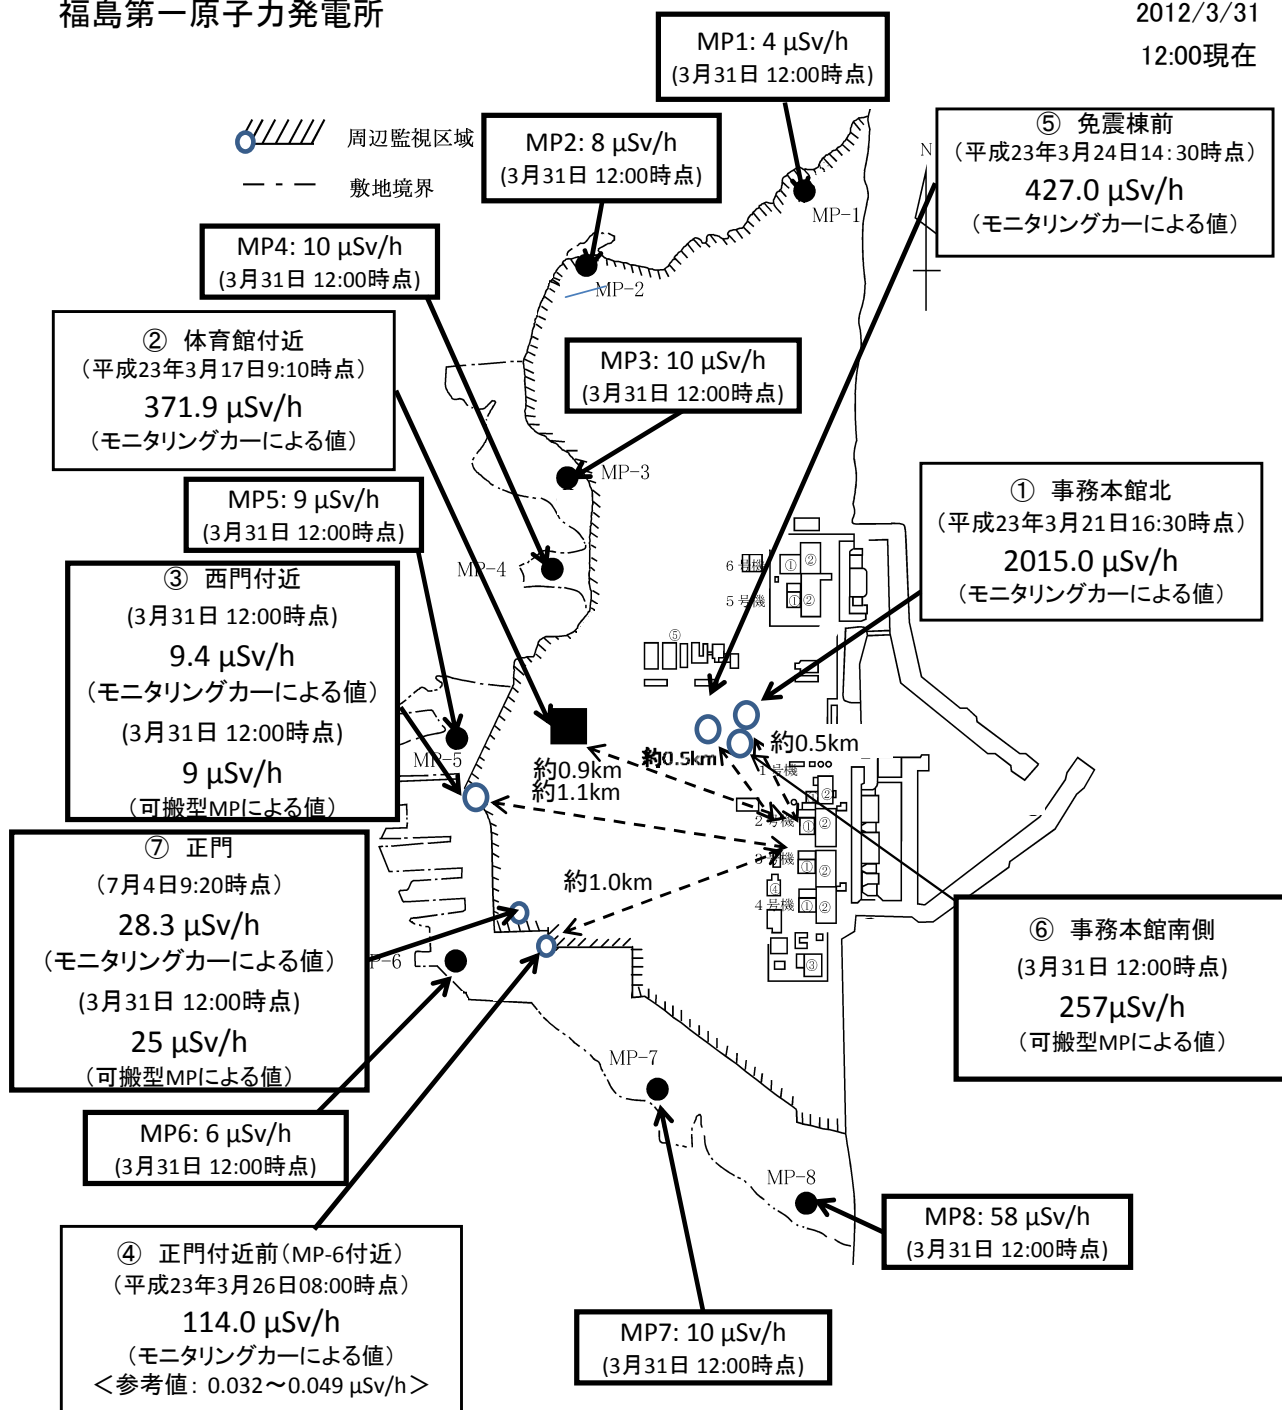 福島第一原子力発電所
2012/3/31
12:00現在
周辺監視区域
敷地境界
MP1: 4 μSv/h
(3月31日 12:00時点)
MP2: 8 μSv/h
(3月31日 12:00時点)
⑤ 免震棟前
(平成23年3月24日14:30時点)
427.0 μSv/h
(モニタリングカーによる値)
N
MP-1
MP4: 10 μSv/h
(3月31日 12:00時点)
MP-2
② 体育館付近
(平成23年3月17日9:10時点)
371.9 μSv/h
(モニタリングカーによる値)
MP3: 10 μSv/h
(3月31日 12:00時点)
MP-3
MP5: 9 μSv/h
(3月31日 12:00時点)
① 事務本館北
(平成23年3月21日16:30時点)
2015.0 μSv/h
(モニタリングカーによる値)
MP-4
6号機
① ②
5号機
① ②
③ 西門付近
(3月31日 12:00時点)
9.4 μSv/h
(モニタリングカーによる値)
(3月31日 12:00時点)
9 μSv/h
(可搬型MPによる値)
⑤
MP-5
約0.9km
約1.1km
約0.5km
約0.5km
1号機
②
2号機
① ②
3号機
① ②
④
4号機
① ②
③
約1.0km
⑦ 正門
(7月4日9:20時点)
28.3 μSv/h
(モニタリングカーによる値)
(3月31日 12:00時点)
25 μSv/h
(可搬型MPによる値)
P-6
⑥ 事務本館南側
(3月31日 12:00時点)
257μSv/h
(可搬型MPによる値)
MP-7
MP6: 6 μSv/h
(3月31日 12:00時点)
MP-8
MP8: 58 μSv/h
(3月31日 12:00時点)
④ 正門付近前(MP-6付近)
(平成23年3月26日08:00時点)
114.0 μSv/h
(モニタリングカーによる値)
<参考値: 0.032~0.049 μSv/h>
MP7: 10 μSv/h
(3月31日 12:00時点)